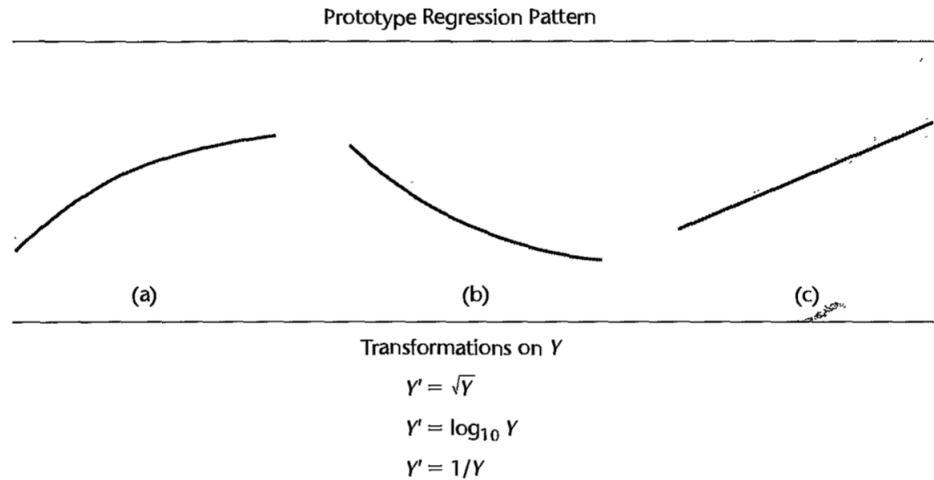 Prototype Regression Pattern
(a) (b) (c)
Transformations on Y
Y′ = √Y
Y′ = log₁₀ Y
Y′ = 1/Y